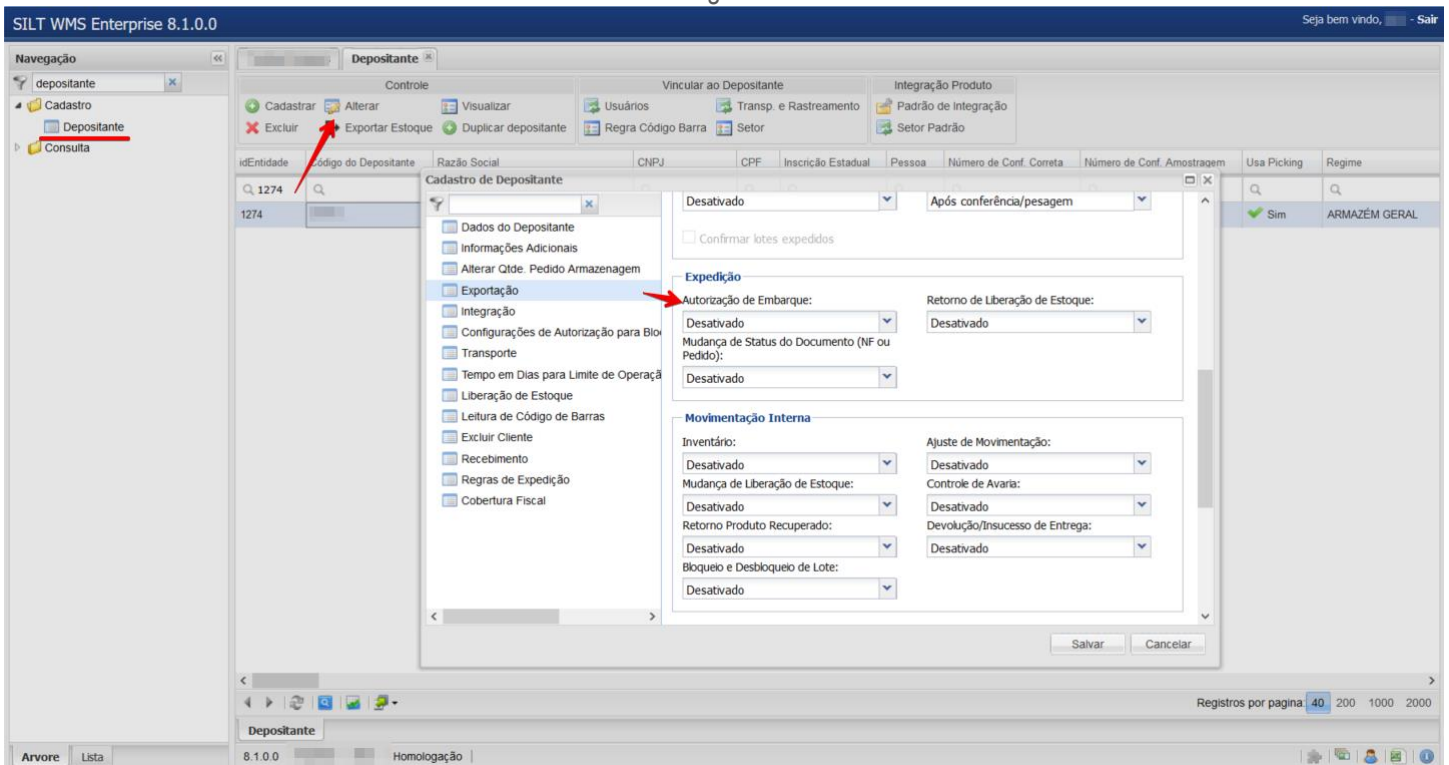 SILT WMS Enterprise 8.1.0.0
Seja bem vindo, - Sair
Navegação
depositante
Cadastro
Depositante
Consulta
Depositante
Controle
Vincular ao Depositante
Integração Produto
Cadastrar Alterar Visualizar Usuários Transp. e Rastreamento Padrão de Integração
Excluir Exportar Estoque Duplicar depositante Regra Código Barra Setor Setor Padrão
idEntidade Código do Depositante Razão Social CNPJ CPF Inscrição Estadual Pessoa Número de Conf. Correta Número de Conf. Amostragem Usa Picking Regime
1274
1274 Sim ARMAZÉM GERAL
Cadastro de Depositante
Dados do Depositante
Informações Adicionais
Alterar Qtde. Pedido Armazenagem
Exportação
Integração
Configurações de Autorização para Blo
Transporte
Tempo em Dias para Limite de Operaçã
Liberação de Estoque
Leitura de Código de Barras
Excluir Cliente
Recebimento
Regras de Expedição
Cobertura Fiscal
Desativado Após conferência/pesagem
Confirmar lotes expedidos
Expedição
Autorização de Embarque: Retorno de Liberação de Estoque:
Desativado Desativado
Mudança de Status do Documento (NF ou
Pedido):
Desativado
Movimentação Interna
Inventário: Ajuste de Movimentação:
Desativado Desativado
Mudança de Liberação de Estoque: Controle de Avaria:
Desativado Desativado
Retorno Produto Recuperado: Devolução/Insucesso de Entrega:
Desativado Desativado
Bloqueio e Desbloqueio de Lote:
Desativado
Salvar Cancelar
Registros por pagina: 40 200 1000 2000
Depositante
Arvore Lista
8.1.0.0 Homologação